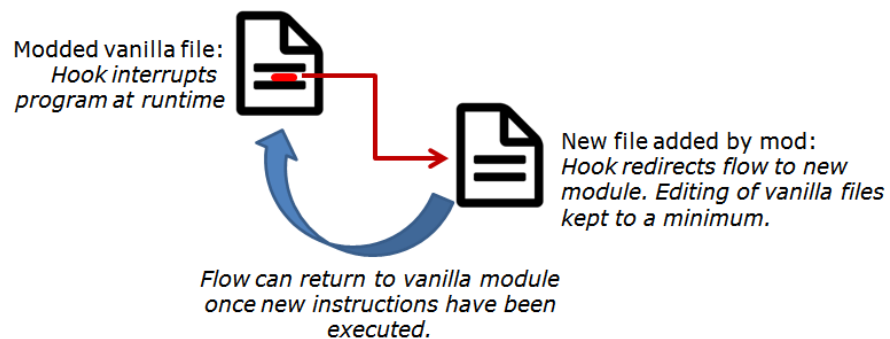 Modded vanilla file:
Hook interrupts
program at runtime
New file added by mod:
Hook redirects flow to new
module. Editing of vanilla files
kept to a minimum.
Flow can return to vanilla module
once new instructions have been
executed.